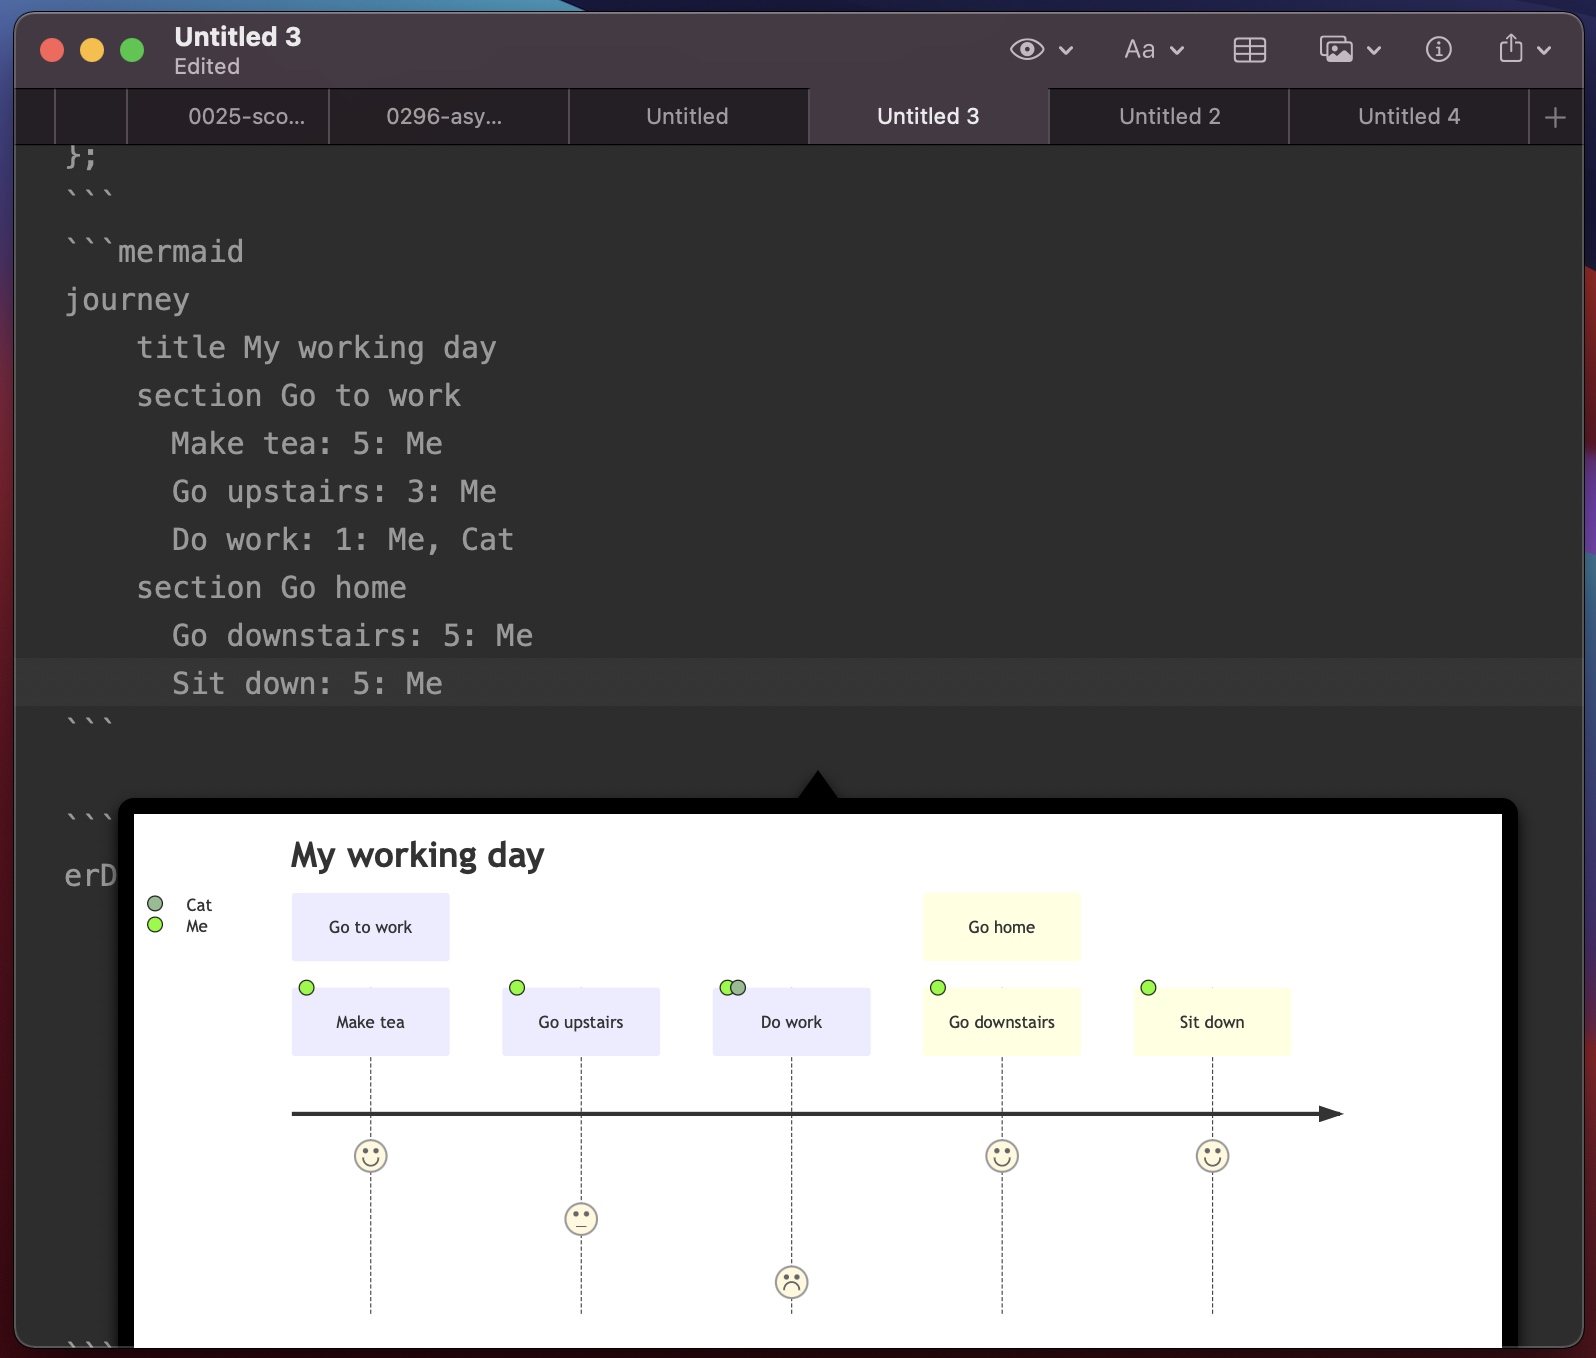 Untitled 3
Edited
Aa
0025-sco...
0296-asy...
Untitled
Untitled 3
Untitled 2
Untitled 4
};
```
```mermaid
journey
    title My working day
    section Go to work
      Make tea: 5: Me
      Go upstairs: 3: Me
      Do work: 1: Me, Cat
    section Go home
      Go downstairs: 5: Me
      Sit down: 5: Me
```
```
erD
My working day
Cat
Me
Go to work
Go home
Make tea
Go upstairs
Do work
Go downstairs
Sit down
```